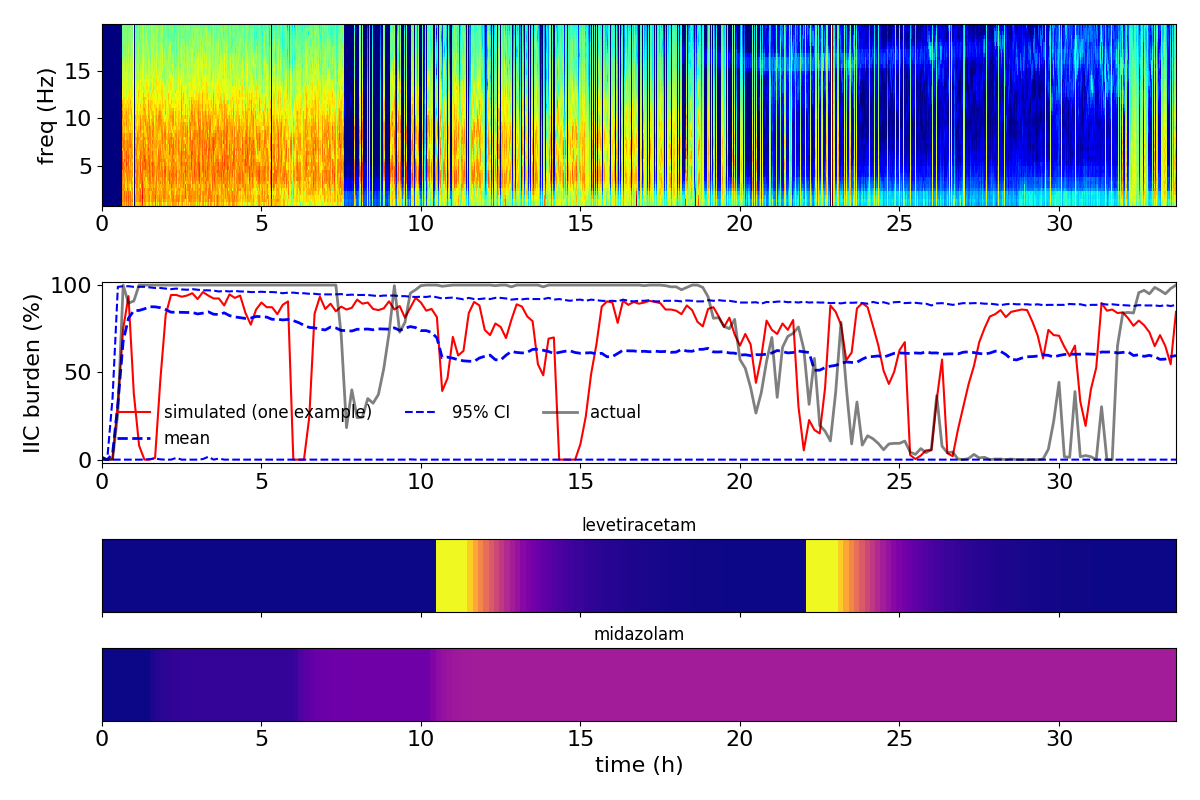 freq (Hz)
15
10
5
0 5 10 15 20 25 30
IIC burden (%)
100
50
0
simulated (one example) 95% CI actual
mean
0 5 10 15 20 25 30
levetiracetam
midazolam
0 5 10 15 20 25 30
time (h)